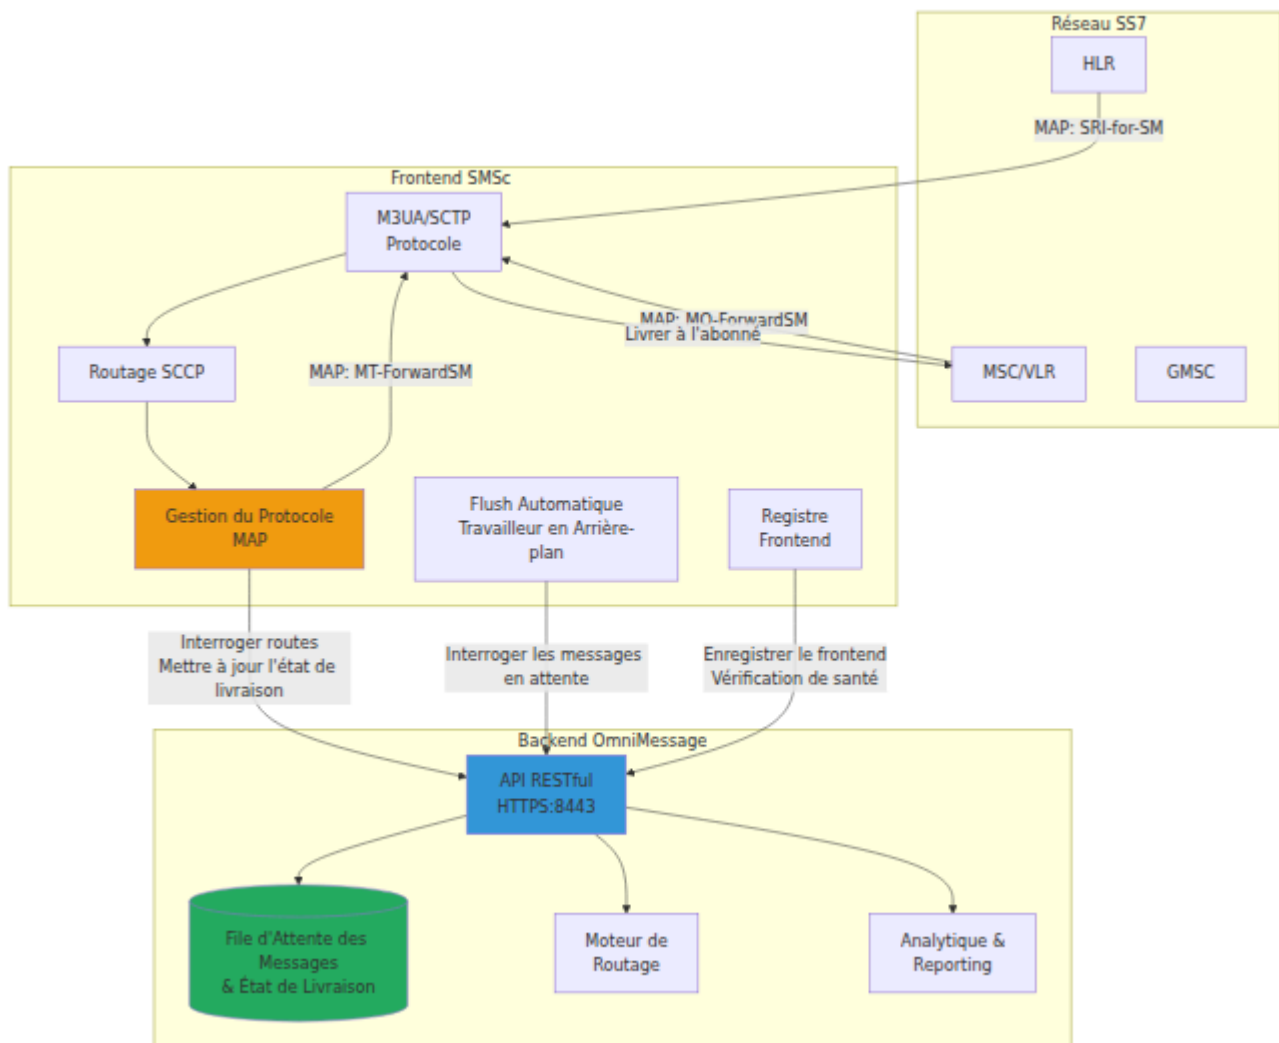 Réseau SS7
HLR
MAP: SRI-for-SM
Frontend SMSc
M3UA/SCTP
Protocole
MAP: MO-ForwardSM
Livrer à l'abonné
Routage SCCP
MAP: MT-ForwardSM
MSC/VLR
GMSC
Gestion du Protocole
MAP
Flush Automatique
Travailleur en Arrière-
plan
Registre
Frontend
Interroger routes
Mettre à jour l'état de
livraison
Interroger les messages
en attente
Enregistrer le frontend
Vérification de santé
Backend OmniMessage
API RESTful
HTTPS:8443
File d'Attente des
Messages
& État de Livraison
Moteur de
Routage
Analytique &
Reporting